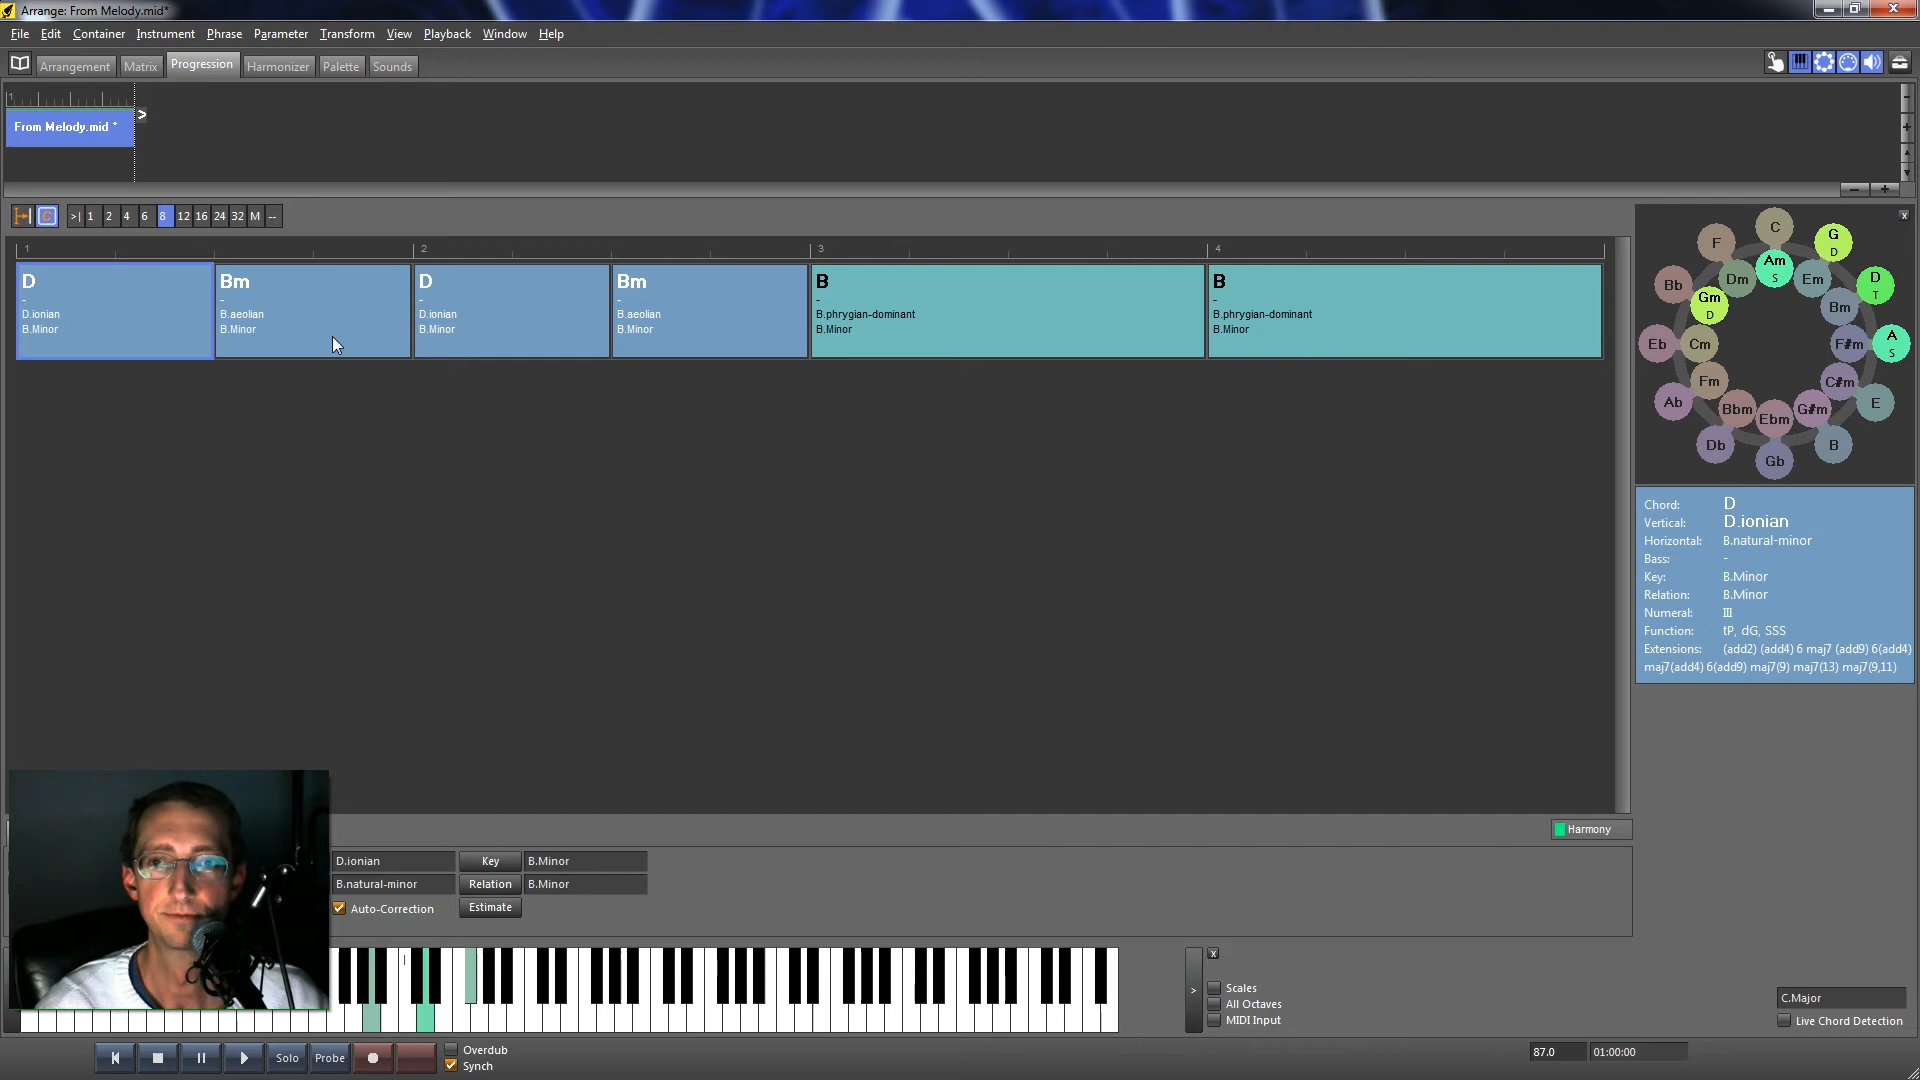 Arrange: From Melody.mid*
File Edit Container Instrument Phrase Parameter Transform View Playback Window Help
Arrangement Matrix Progression Harmonizer Palette Sounds
1
From Melody.mid *
>
>| 1 2 4 6 8 12 16 24 32 M --
1 2 3 4
D
-
D.ionian
B.Minor
Bm
-
B.aeolian
B.Minor
D
-
D.ionian
B.Minor
Bm
-
B.aeolian
B.Minor
B
-
B.phrygian-dominant
B.Minor
B
-
B.phrygian-dominant
B.Minor
x
C
G
D
D
T
A
S
E
B
Gb
Db
Ab
Eb
Bb
F
Am
S
Em
Bm
F#m
C#m
G#m
Ebm
Bbm
Fm
Cm
Gm
D
Dm
Chord: D
Vertical: D.ionian
Horizontal: B.natural-minor
Bass: -
Key: B.Minor
Relation: B.Minor
Numeral: III
Function: tP, dG, SSS
Extensions: (add2) (add4) 6 maj7 (add9) 6(add4)
maj7(add4) 6(add9) maj7(9) maj7(13) maj7(9,11)
Harmony
D.ionian Key B.Minor
B.natural-minor Relation B.Minor
Auto-Correction Estimate
x
>
Scales
All Octaves
MIDI Input
C.Major
Live Chord Detection
Solo Probe
Overdub
Synch
87.0 01:00:00